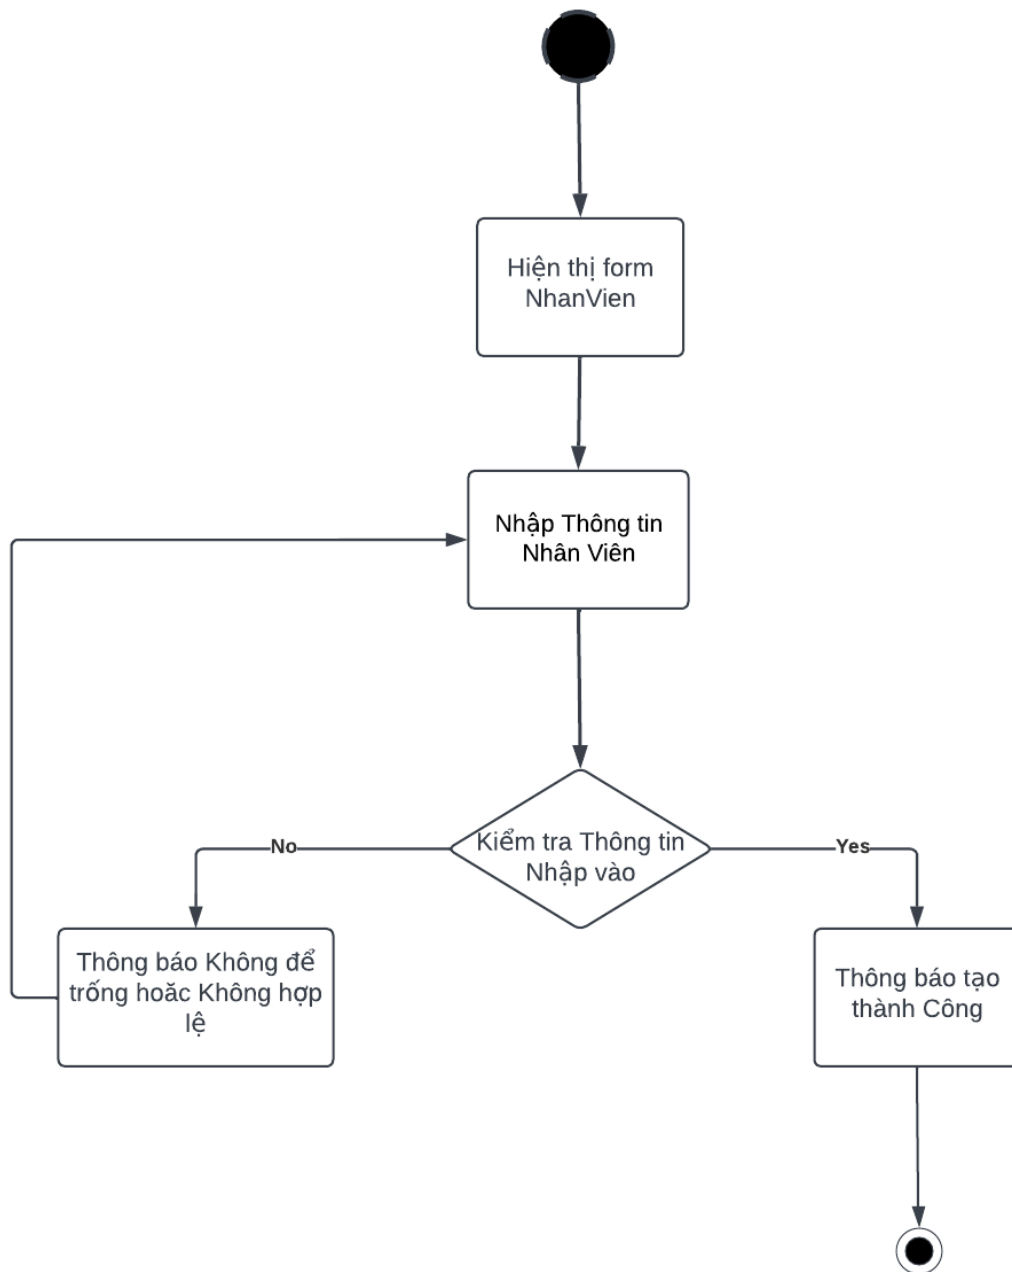 Hiện thị form
NhanVien
Nhập Thông tin
Nhân Viên
Kiểm tra Thông tin
Nhập vào
No
Yes
Thông báo Không để
trống hoăc Không hợp
lệ
Thông báo tạo
thành Công